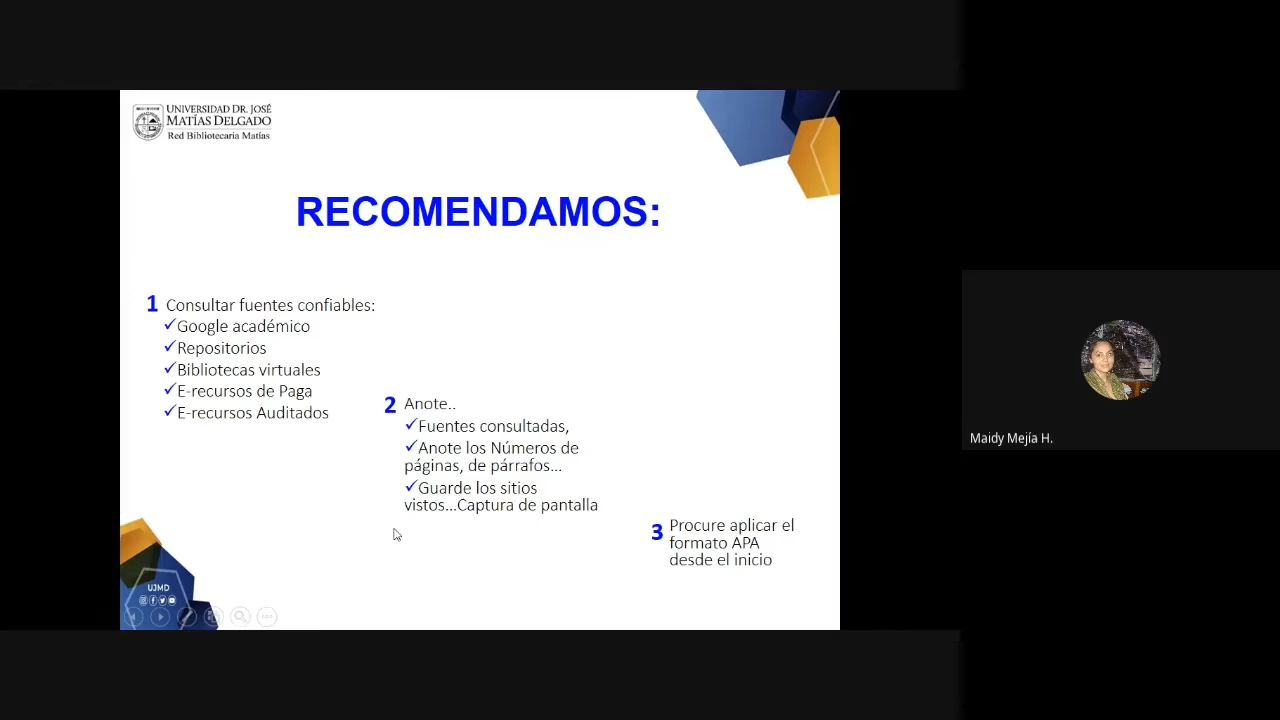 UNIVERSIDAD DR. JOSÉ
MATÍAS DELGADO
Red Bibliotecaria Matías
RECOMENDAMOS:
1 Consultar fuentes confiables:
✓Google académico
✓Repositorios
✓Bibliotecas virtuales
✓E-recursos de Paga
✓E-recursos Auditados
2 Anote..
✓Fuentes consultadas,
✓Anote los Números de
páginas, de párrafos...
✓Guarde los sitios
vistos...Captura de pantalla
3 Procure aplicar el
formato APA
desde el inicio
UJMD
Maidy Mejía H.